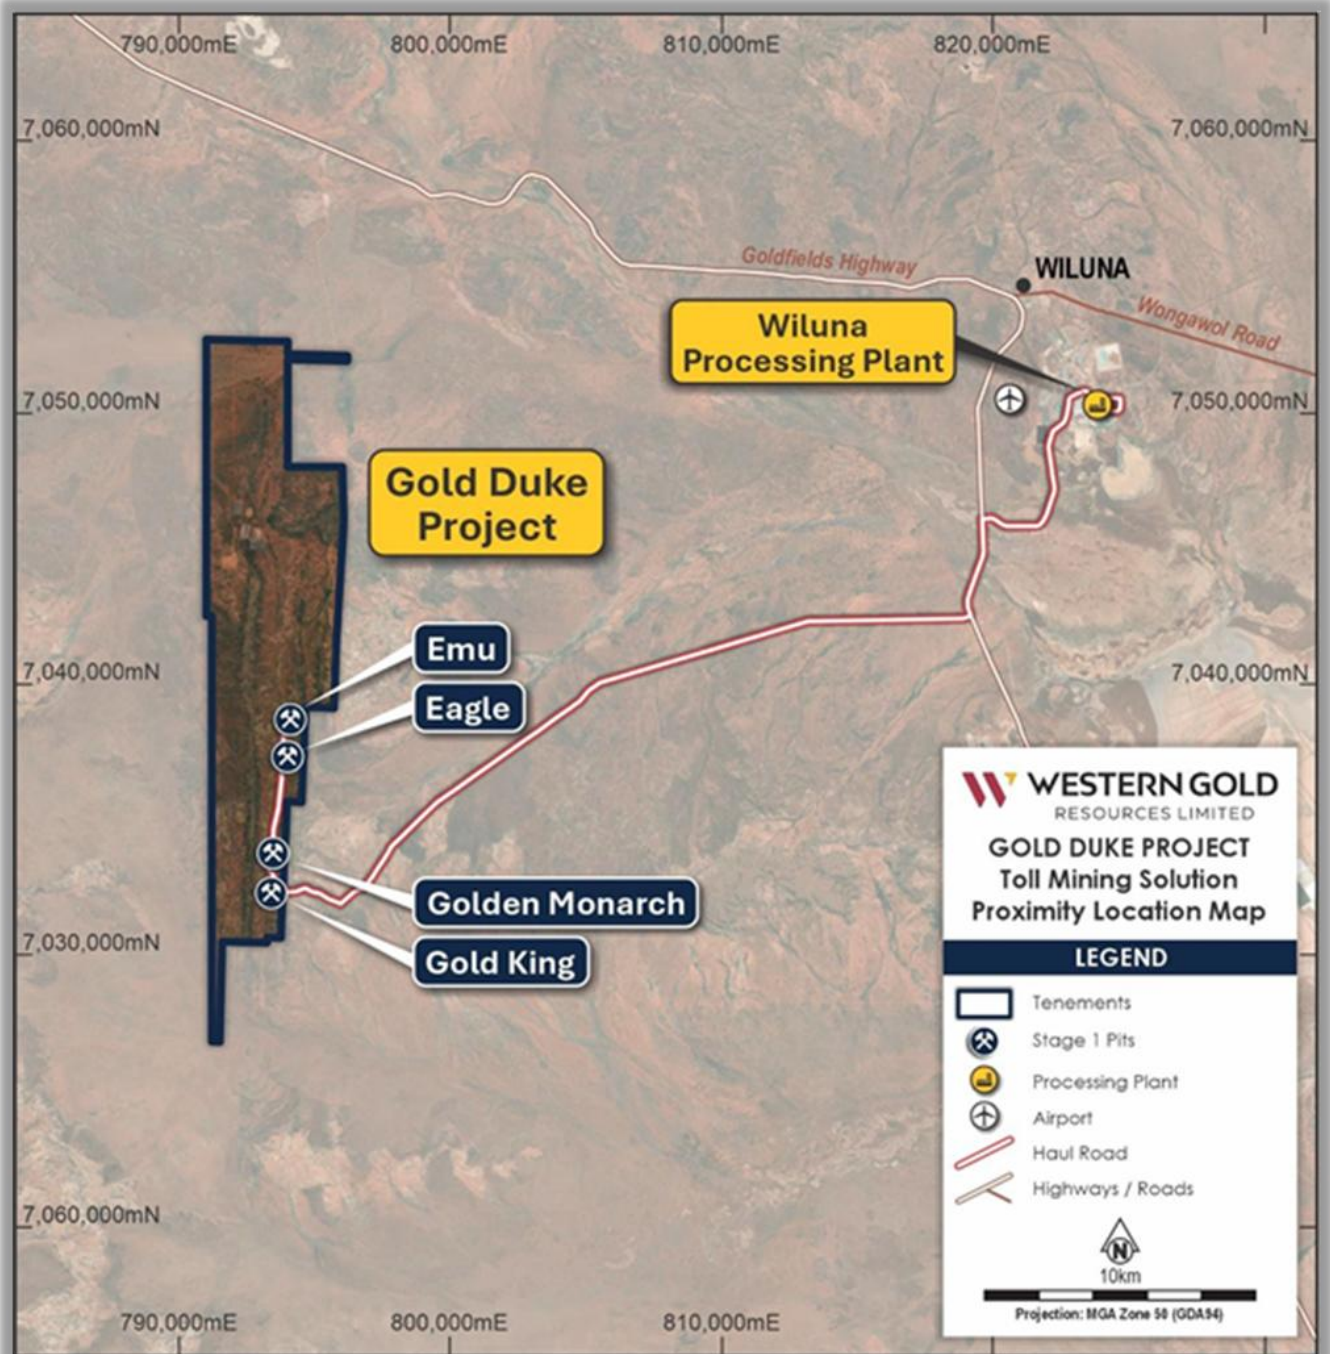 790,000mE 800,000mE 810,000mE 820,000mE
7,060,000mN 7,060,000mN
Goldfields Highway
WILUNA
Wongawol Road
Wiluna
Processing Plant
7,050,000mN 7,050,000mN
Gold Duke
Project
Emu
Eagle
7,040,000mN 7,040,000mN
Golden Monarch
Gold King
7,030,000mN
WESTERN GOLD
RESOURCES LIMITED
GOLD DUKE PROJECT
Toll Mining Solution
Proximity Location Map
LEGEND
Tenements
Stage 1 Pits
Processing Plant
Airport
Haul Road
Highways / Roads
N
10km
Projection: MGA Zone 50 (GDA94)
7,060,000mN
790,000mE 800,000mE 810,000mE